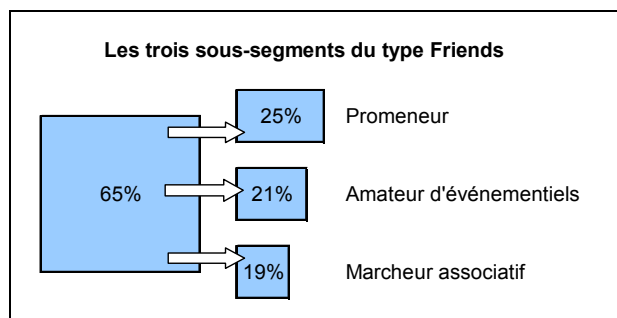 Les trois sous-segments du type Friends
25% Promeneur
65% 21% Amateur d'événementiels
19% Marcheur associatif